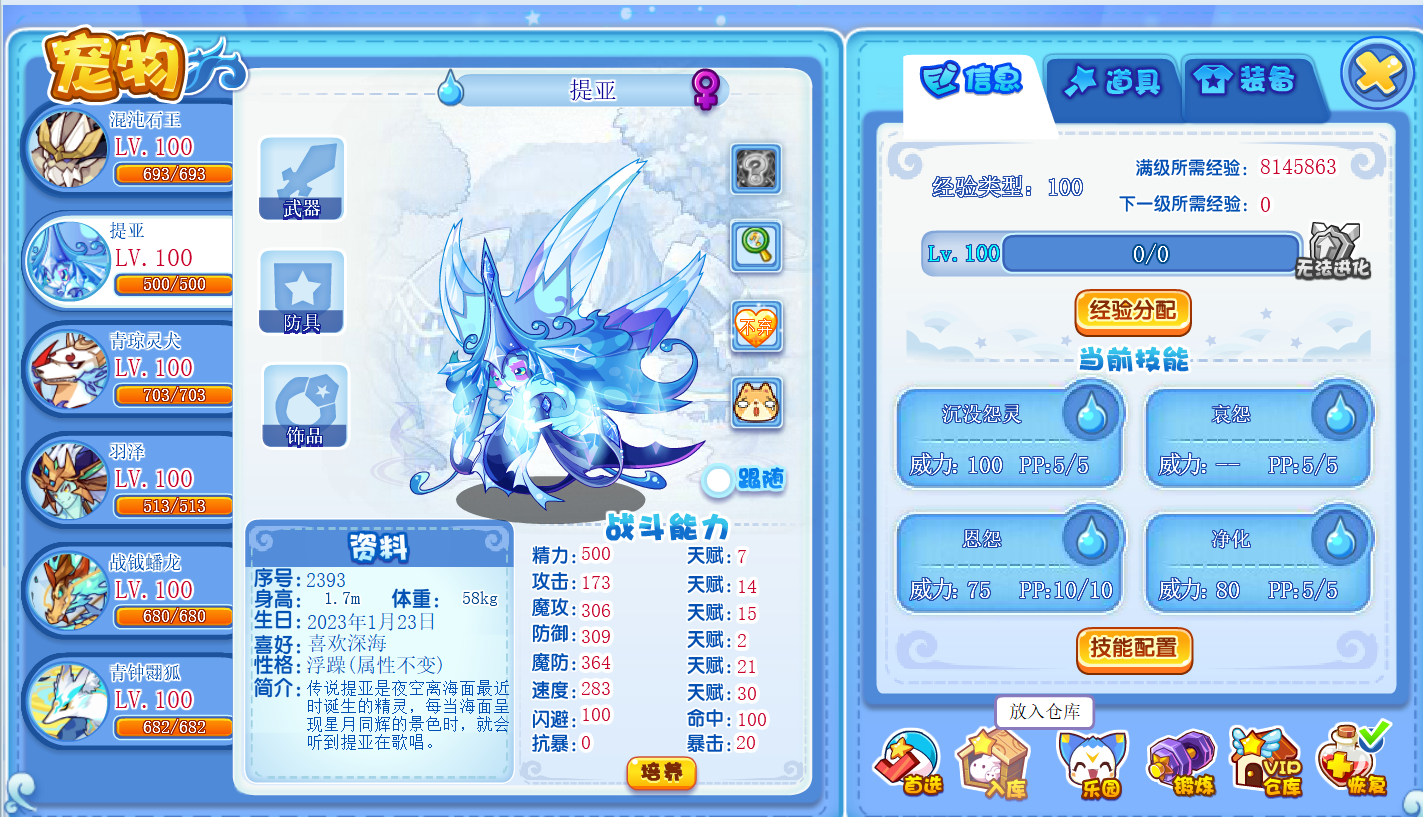 宠物
混沌石王
LV.100
693/693
提亚
LV.100
500/500
青琼灵犬
LV.100
703/703
羽泽
LV.100
513/513
战钺蟠龙
LV.100
680/680
青钟翾狐
LV.100
682/682
提亚
武器
防具
饰品
?
不弃
跟随
资料
序号: 2393
身高: 1.7m 体重: 58kg
生日: 2023年1月23日
喜好: 喜欢深海
性格: 浮躁(属性不变)
简介: 传说提亚是夜空离海面最近
时诞生的精灵，每当海面呈
现星月同辉的景色时，就会
听到提亚在歌唱。
战斗能力
精力: 500 天赋: 7
攻击: 173 天赋: 14
魔攻: 306 天赋: 15
防御: 309 天赋: 2
魔防: 364 天赋: 21
速度: 283 天赋: 30
闪避: 100 命中: 100
抗暴: 0 暴击: 20
培养
信息
道具
装备
经验类型: 100
满级所需经验: 8145863
下一级所需经验: 0
Lv.100 0/0
无法进化
经验分配
当前技能
沉没怨灵
威力: 100 PP:5/5
哀怨
威力: -- PP:5/5
恩怨
威力: 75 PP:10/10
净化
威力: 80 PP:5/5
技能配置
放入仓库
首选
入库
乐园
锻炼
VIP
仓库
恢复